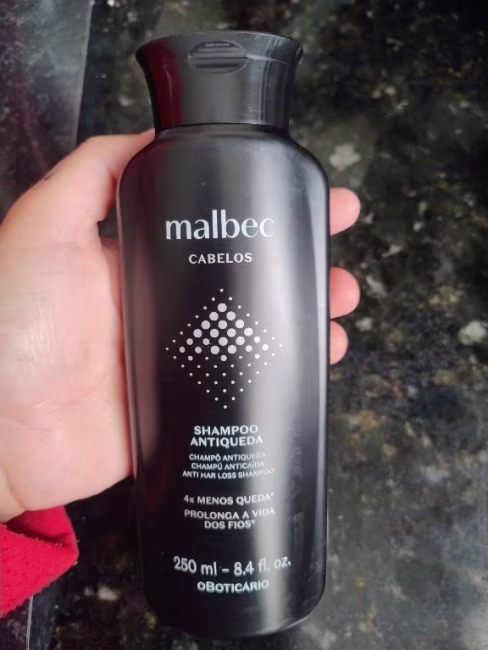 malbec
CABELOS
SHAMPOO
ANTIQUEDA
CHAMPÔ ANTIQUEDA
CHAMPÚ ANTICAÍDA
ANTI HAR LOSS SHAMPOO
4x MENOS QUEDA*
PROLONGA A VIDA
DOS FIOS*
250 ml – 8.4 fl. oz.
oBOTICÁRIO